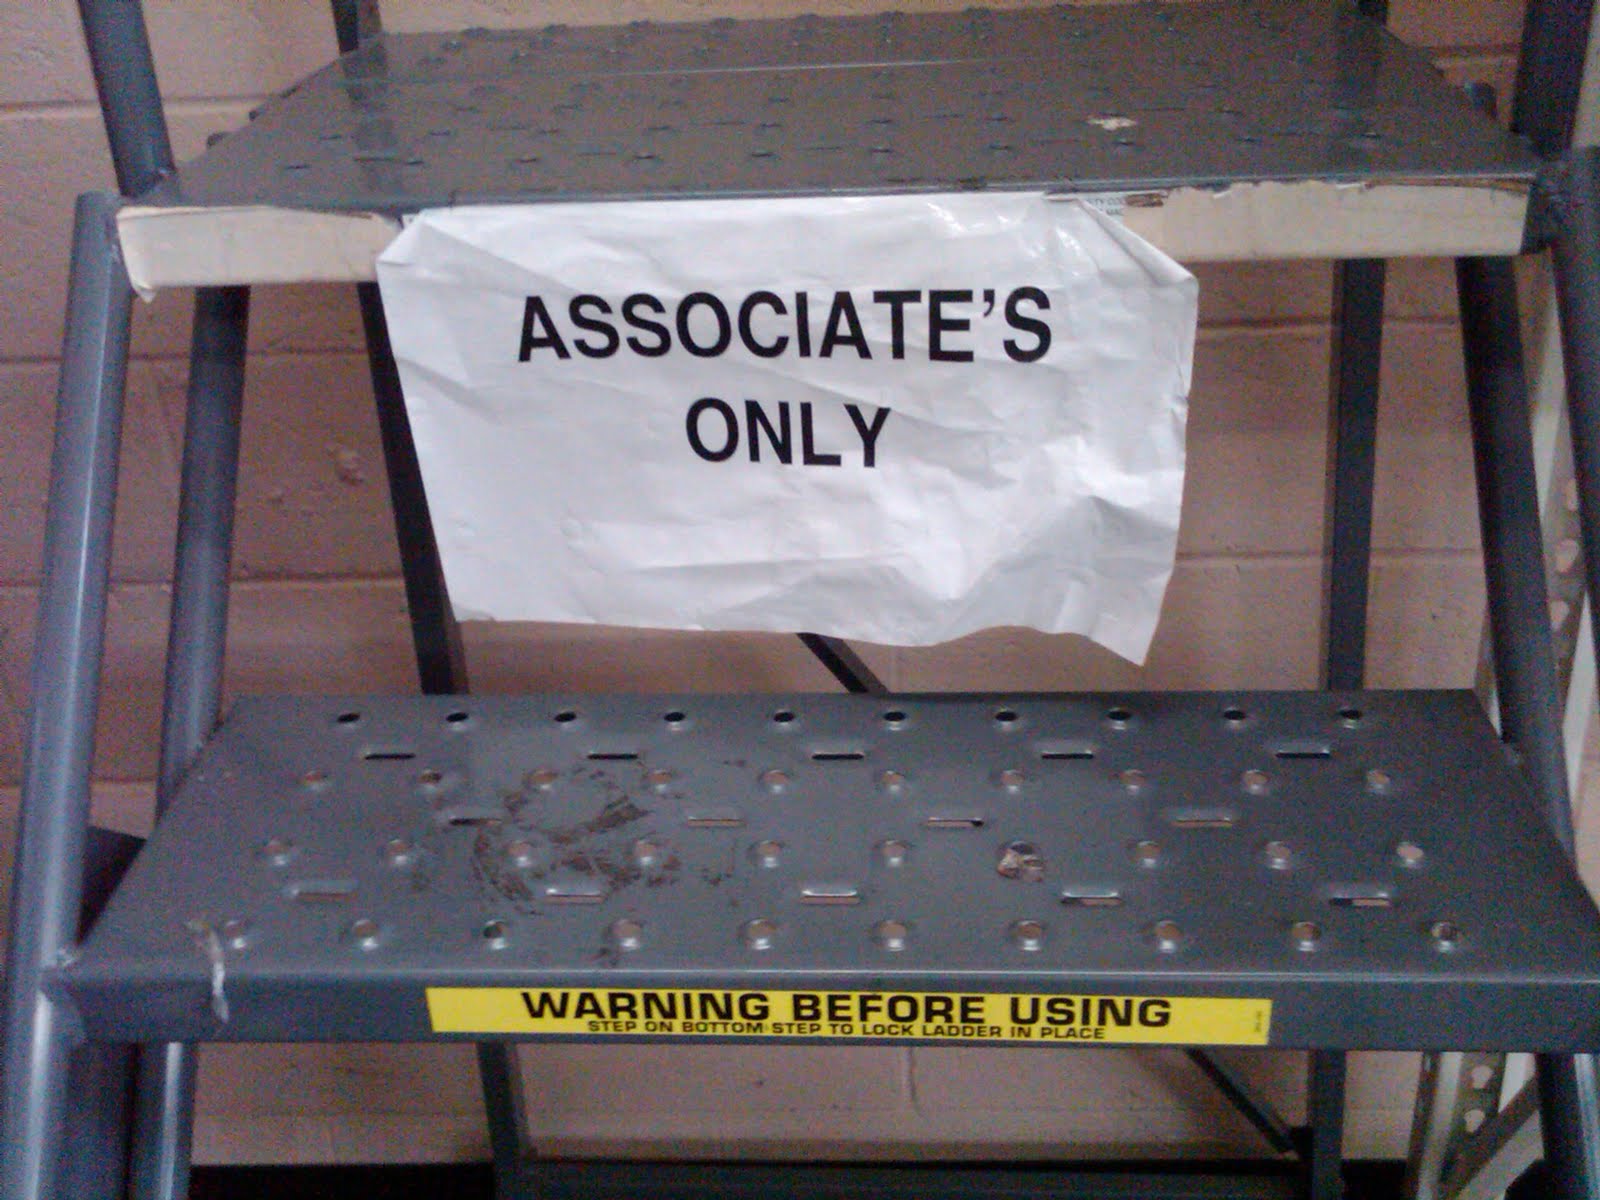 ASSOCIATE'S
ONLY
WARNING BEFORE USING
STEP ON BOTTOM STEP TO LOCK LADDER IN PLACE